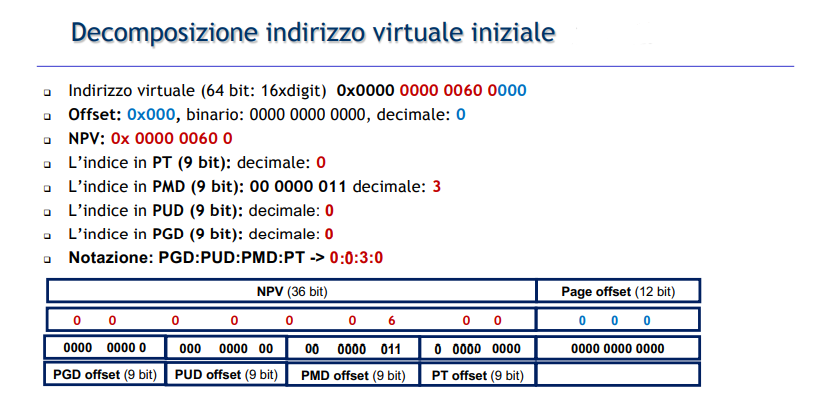 Decomposizione indirizzo virtuale iniziale
Indirizzo virtuale (64 bit: 16xdigit) 0x0000 0000 0060 0000
Offset: 0x000, binario: 0000 0000 0000, decimale: 0
NPV: 0x 0000 0060 0
L'indice in PT (9 bit): decimale: 0
L'indice in PMD (9 bit): 00 0000 011 decimale: 3
L'indice in PUD (9 bit): decimale: 0
L'indice in PGD (9 bit): decimale: 0
Notazione: PGD:PUD:PMD:PT -> 0:0:3:0
NPV (36 bit) Page offset (12 bit)
0 0 0 0 0 0 6 0 0 0 0 0
0000 0000 0 000 0000 00 00 0000 011 0 0000 0000 0000 0000 0000
PGD offset (9 bit) PUD offset (9 bit) PMD offset (9 bit) PT offset (9 bit)